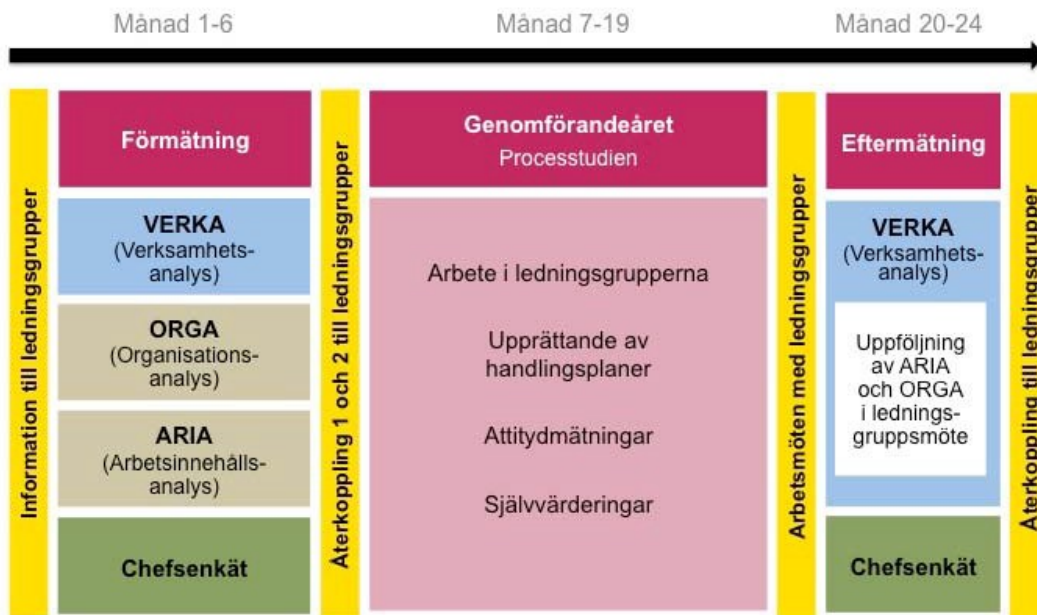 Månad 1-6
Månad 7-19
Månad 20-24
Information till ledningsgrupper
Förmätning
VERKA
(Verksamhets-
analys)
ORGA
(Organisations-
analys)
ARIA
(Arbetsinnehålls-
analys)
Chefsenkät
Återkoppling 1 och 2 till ledningsgrupper
Genomförandeåret
Processtudien
Arbete i ledningsgrupperna
Upprättande av
handlingsplaner
Attitydmätningar
Självvärderingar
Arbetsmöten med ledningsgrupper
Eftermätning
VERKA
(Verksamhets-
analys)
Uppföljning
av ARIA
och ORGA
i lednings-
gruppsmöte
Chefsenkät
Återkoppling till ledningsgrupper